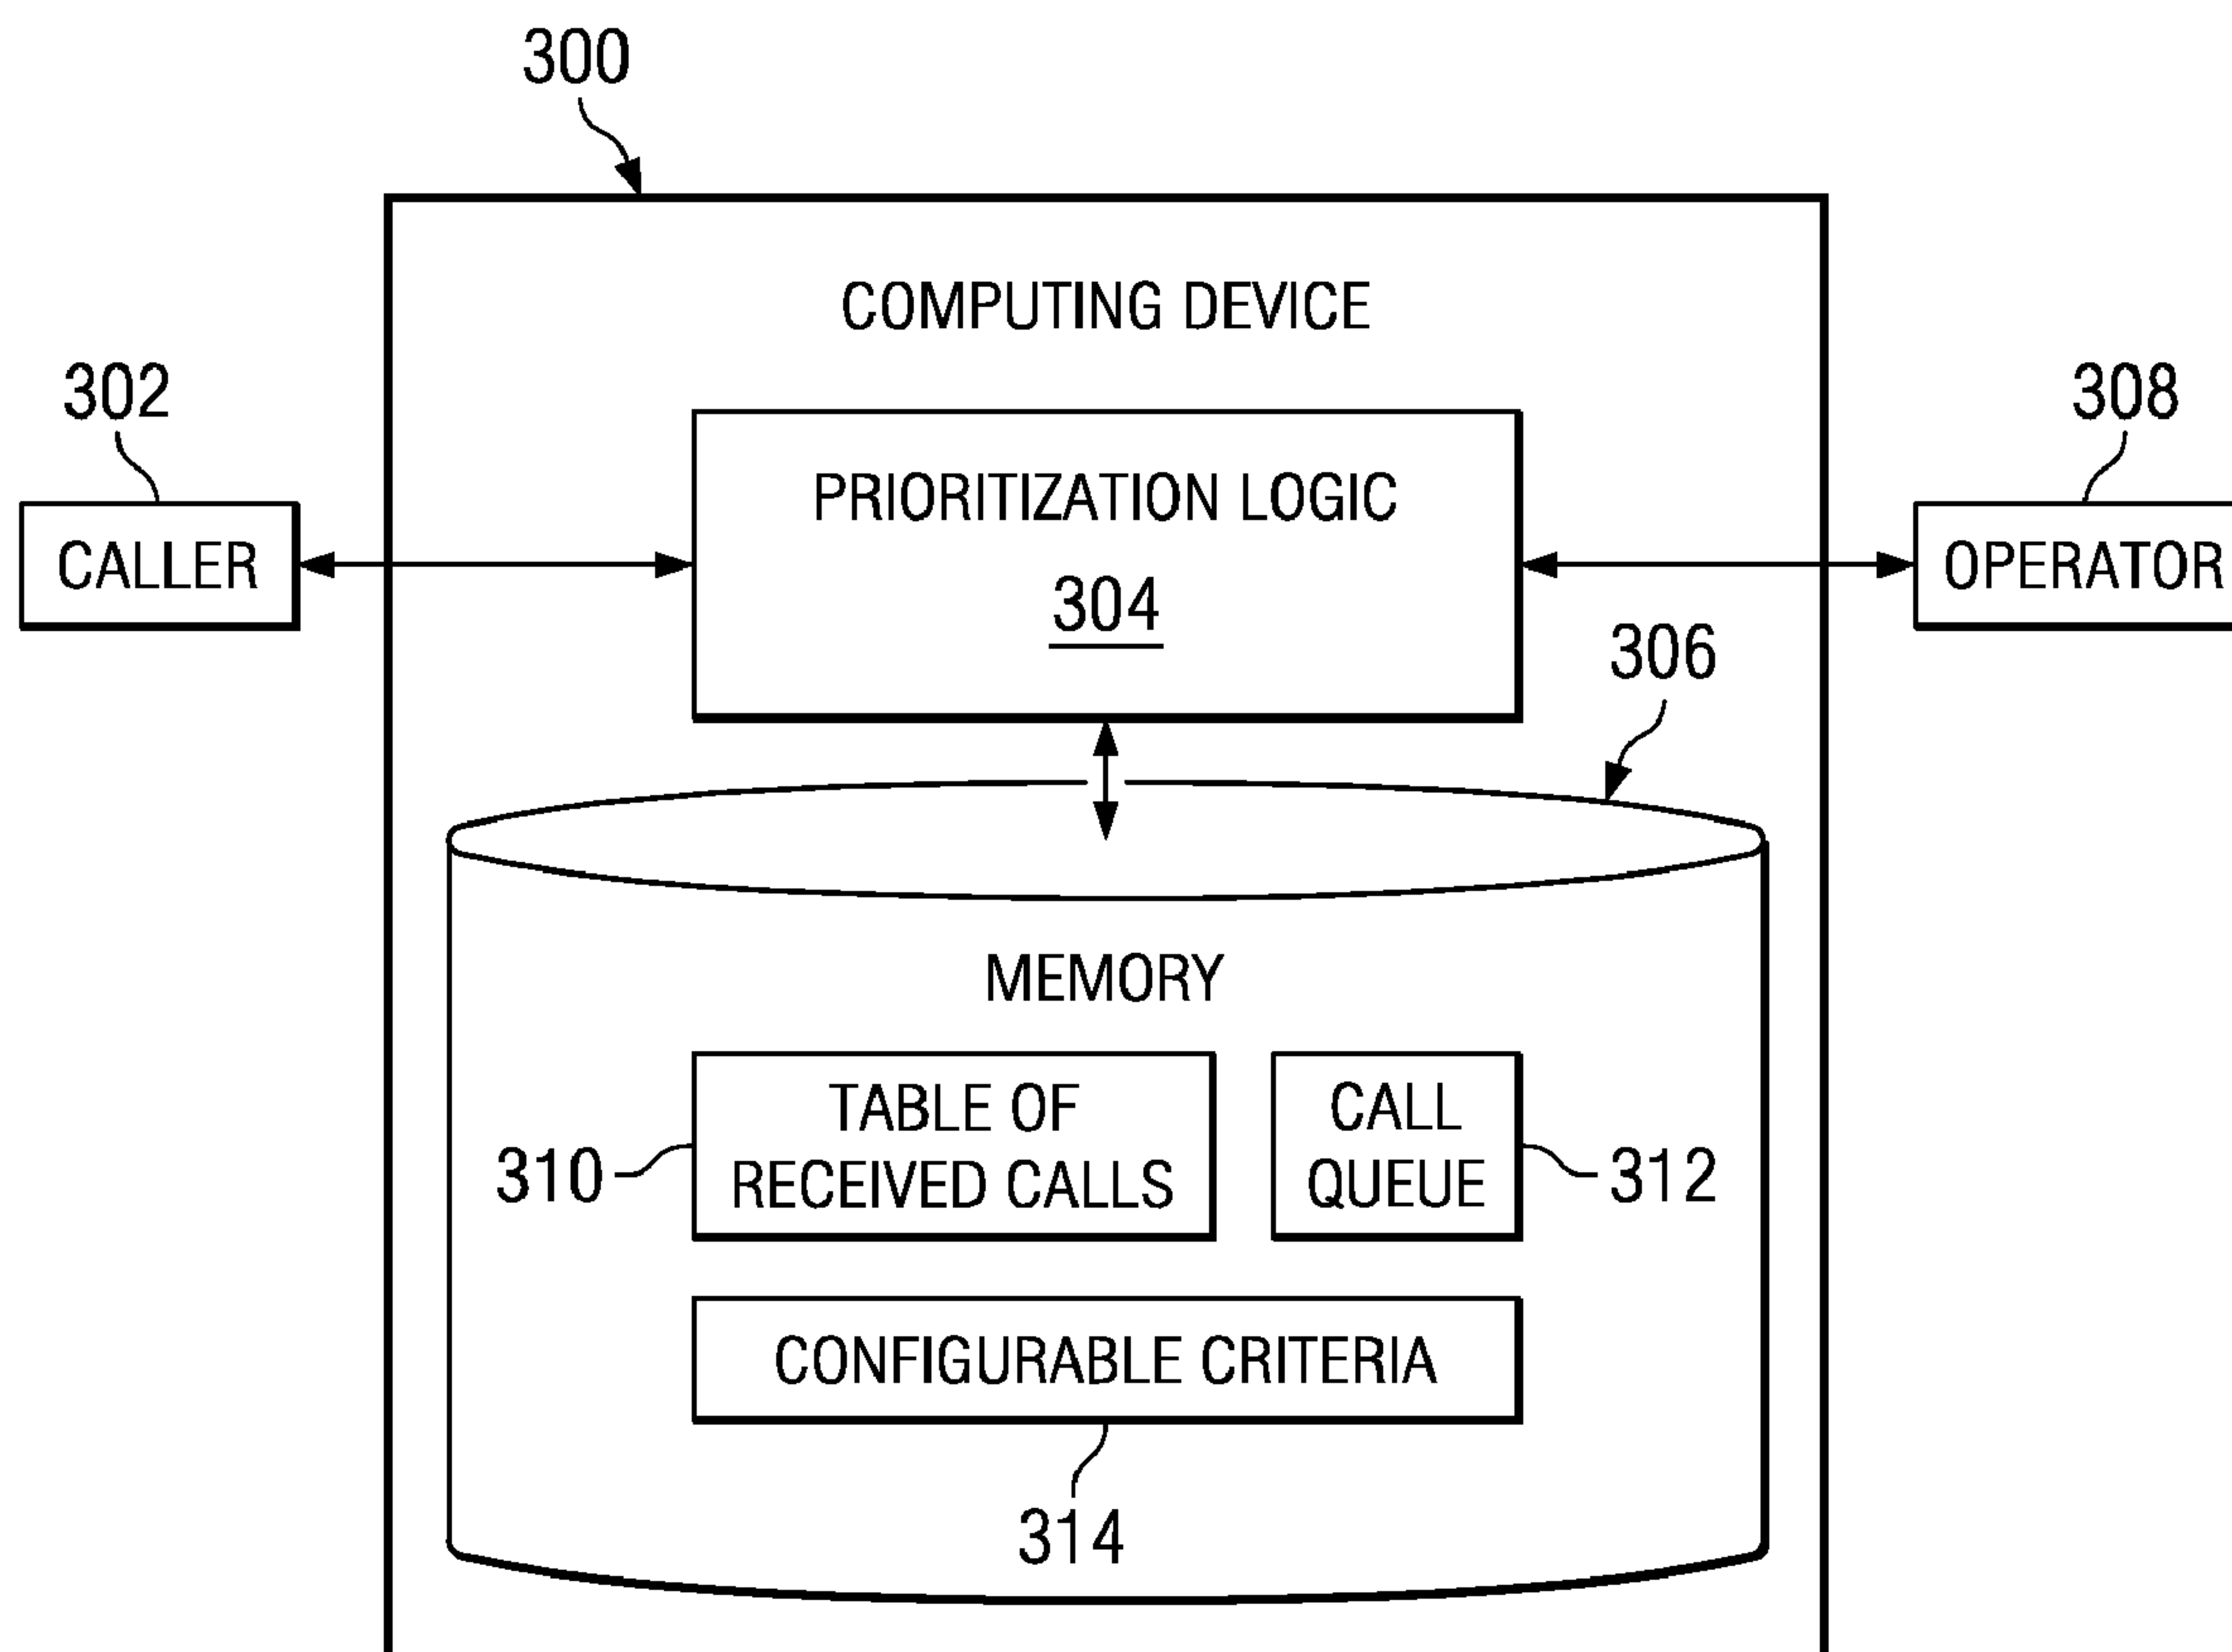 300
COMPUTING DEVICE
302
308
PRIORITIZATION LOGIC
CALLER
304
OPERATOR
306
MEMORY
TABLE OF
RECEIVED CALLS
CALL
QUEUE
310
312
CONFIGURABLE CRITERIA
314